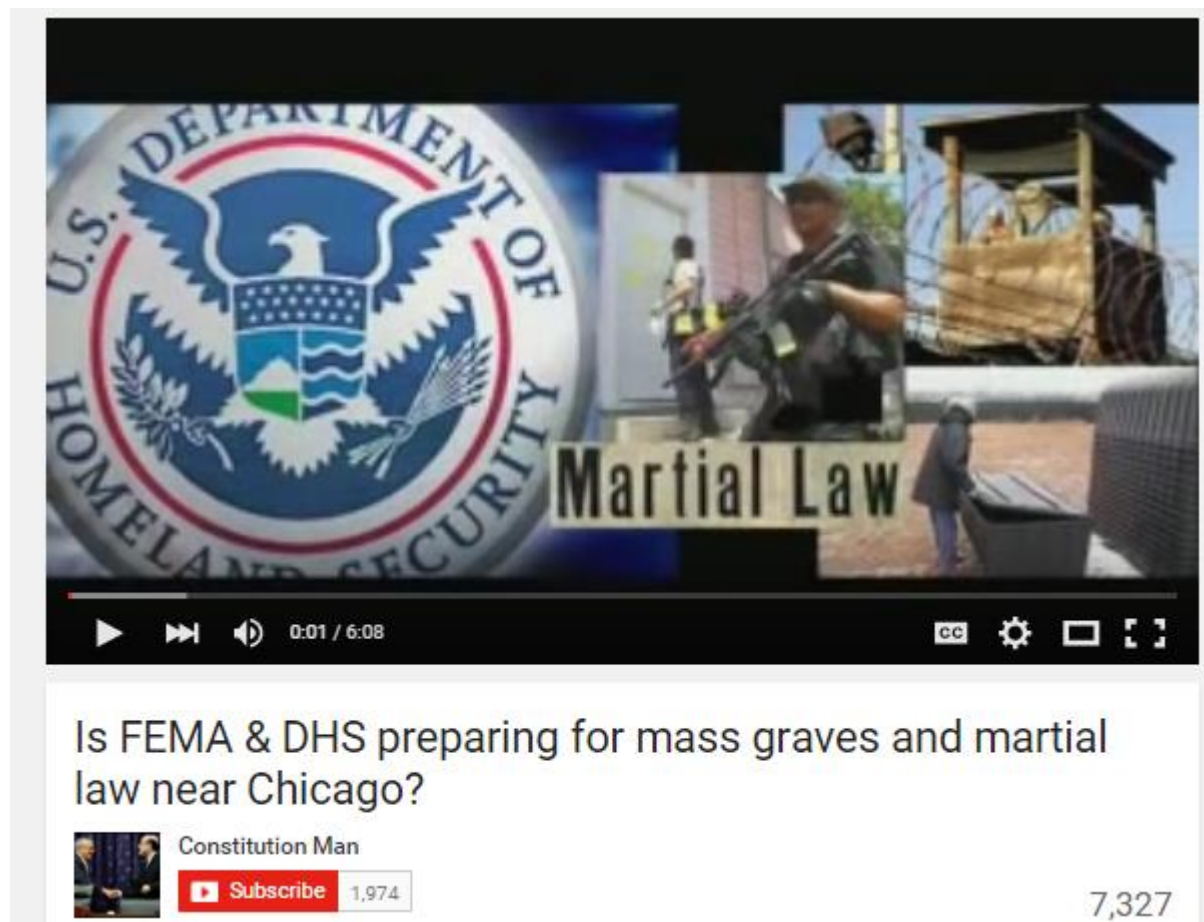 U.S. DEPARTMENT OF
HOMELAND SECURITY
Martial Law
0:01 / 6:08
CC
Is FEMA & DHS preparing for mass graves and martial
law near Chicago?
Constitution Man
Subscribe 1,974
7,327